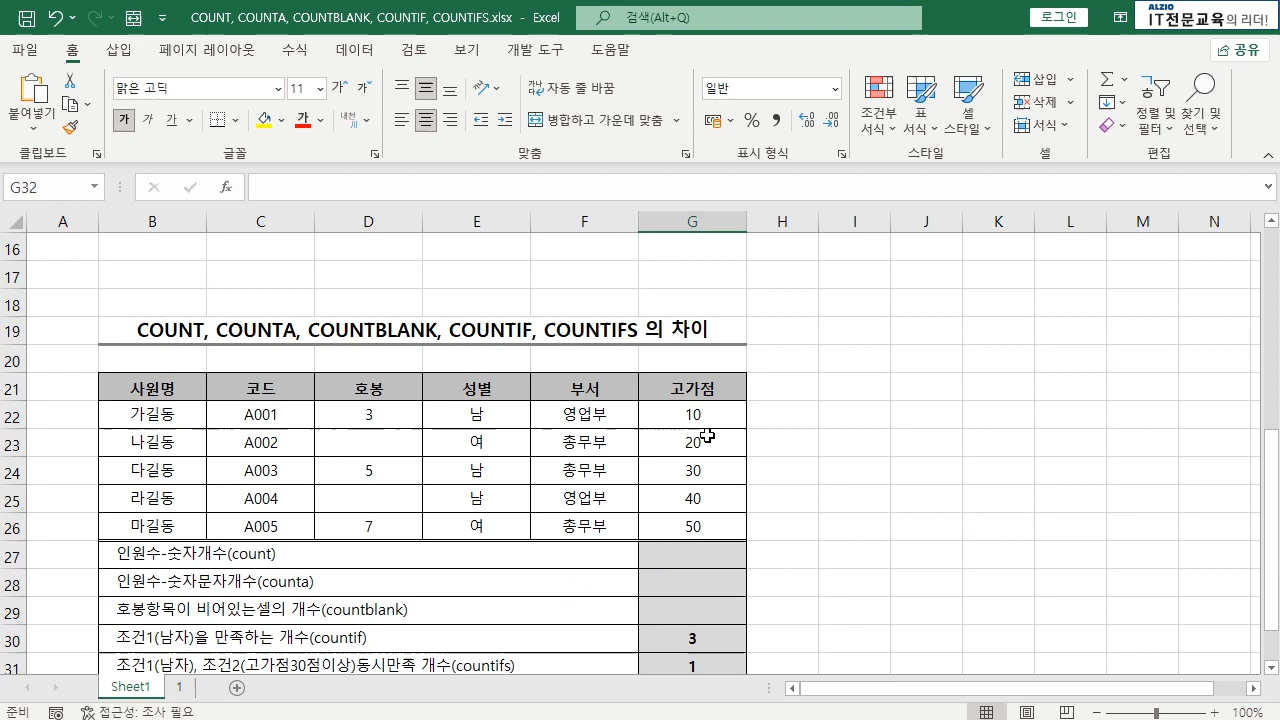 COUNT, COUNTA, COUNTBLANK, COUNTIF, COUNTIFS.xlsx - Excel
검색(Alt+Q)
로그인
ALZIO
IT전문교육의 리더!
파일 홈 삽입 페이지 레이아웃 수식 데이터 검토 보기 개발 도구 도움말
공유
붙여넣기
맑은 고딕 11 가^ 가ˇ
가 가 가 가 내천
자동 줄 바꿈
병합하고 가운데 맞춤
일반
% ,
조건부 서식
표 서식
셀 스타일
삽입
삭제
서식
정렬 및 필터
찾기 및 선택
클립보드 글꼴 맞춤 표시 형식 스타일 셀 편집
G32 fx
A B C D E F G H I J K L M N
16
17
18
19 COUNT, COUNTA, COUNTBLANK, COUNTIF, COUNTIFS 의 차이
20
21 사원명 코드 호봉 성별 부서 고가점
22 가길동 A001 3 남 영업부 10
23 나길동 A002 여 총무부 20
24 다길동 A003 5 남 총무부 30
25 라길동 A004 남 영업부 40
26 마길동 A005 7 여 총무부 50
27 인원수-숫자개수(count)
28 인원수-숫자문자개수(counta)
29 호봉항목이 비어있는셀의 개수(countblank)
30 조건1(남자)을 만족하는 개수(countif) 3
31 조건1(남자), 조건2(고가점30점이상)동시만족 개수(countifs) 1
Sheet1 1
준비 접근성: 조사 필요 100%